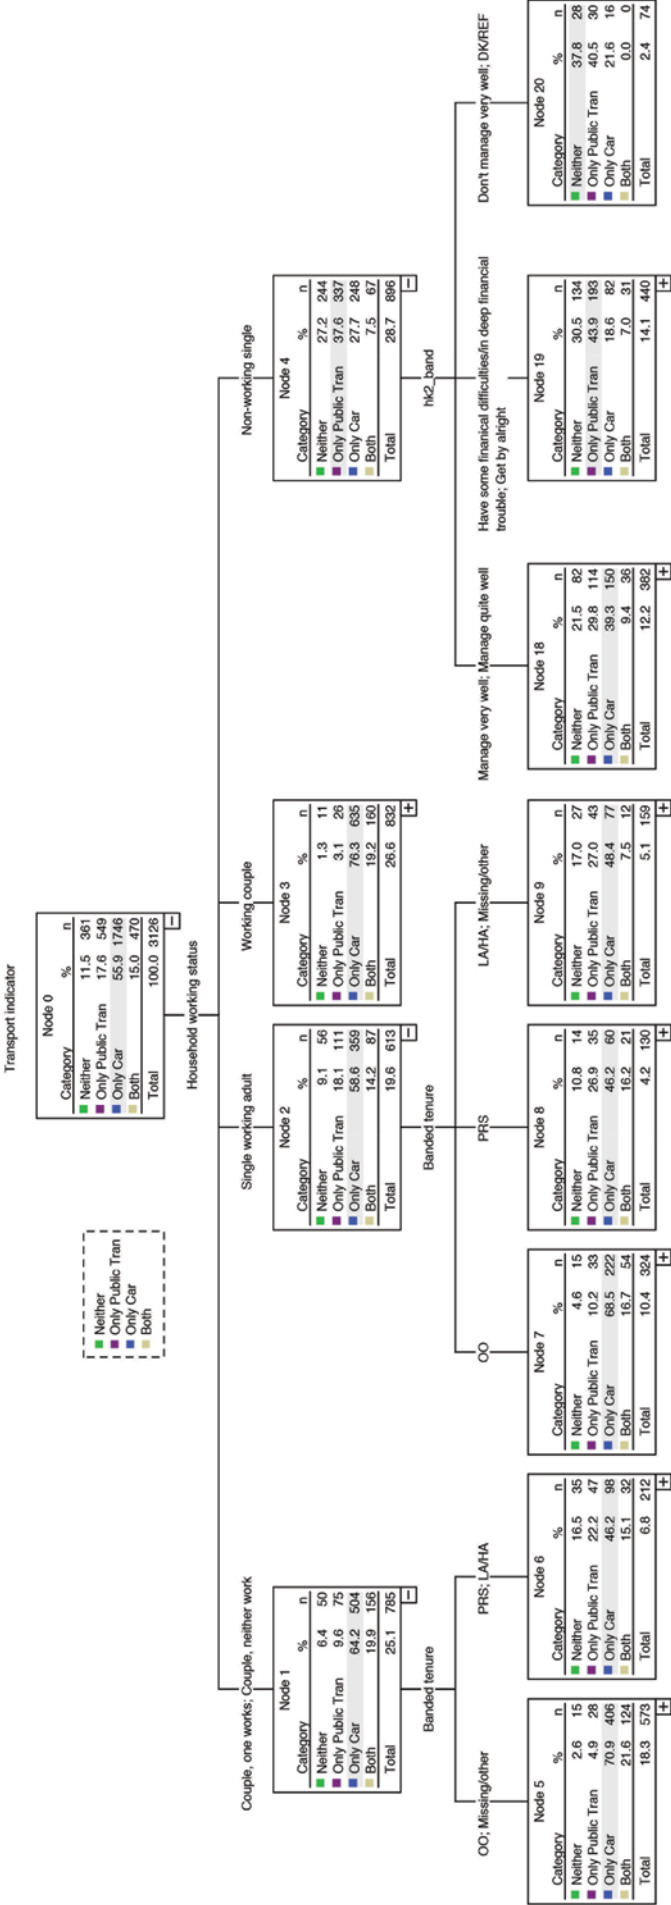 Transport indicator
Neither
Only Public Tran
Only Car
Both
Node 0
Category % n
Neither 11.5 361
Only Public Tran 17.6 549
Only Car 55.9 1746
Both 15.0 470
Total 100.0 3126
Household working status
Couple, one works; Couple, neither work
Node 1
Category % n
Neither 6.4 50
Only Public Tran 9.6 75
Only Car 64.2 504
Both 19.9 156
Total 25.1 785
Banded tenure
Single working adult
Node 2
Category % n
Neither 9.1 56
Only Public Tran 18.1 111
Only Car 58.6 359
Both 14.2 87
Total 19.6 613
Banded tenure
Working couple
Node 3
Category % n
Neither 1.3 11
Only Public Tran 3.1 26
Only Car 76.3 635
Both 19.2 160
Total 26.6 832
Non-working single
Node 4
Category % n
Neither 27.2 244
Only Public Tran 37.6 337
Only Car 27.7 248
Both 7.5 67
Total 28.7 896
hk2_band
OO; Missing/other
Node 5
Category % n
Neither 2.6 15
Only Public Tran 4.9 28
Only Car 70.9 406
Both 21.6 124
Total 18.3 573
PRS; LA/HA
Node 6
Category % n
Neither 16.5 35
Only Public Tran 22.2 47
Only Car 46.2 98
Both 15.1 32
Total 6.8 212
OO
Node 7
Category % n
Neither 4.6 15
Only Public Tran 10.2 33
Only Car 68.5 222
Both 16.7 54
Total 10.4 324
PRS
Node 8
Category % n
Neither 10.8 14
Only Public Tran 26.9 35
Only Car 46.2 60
Both 16.2 21
Total 4.2 130
LA/HA; Missing/other
Node 9
Category % n
Neither 17.0 27
Only Public Tran 27.0 43
Only Car 48.4 77
Both 7.5 12
Total 5.1 159
Manage very well; Manage quite well
Node 18
Category % n
Neither 21.5 82
Only Public Tran 29.8 114
Only Car 39.3 150
Both 9.4 36
Total 12.2 382
Have some finanical difficulties/in deep financial
trouble; Get by alright
Node 19
Category % n
Neither 30.5 134
Only Public Tran 43.9 193
Only Car 18.6 82
Both 7.0 31
Total 14.1 440
Don't manage very well; DK/REF
Node 20
Category % n
Neither 37.8 28
Only Public Tran 40.5 30
Only Car 21.6 16
Both 0.0 0
Total 2.4 74